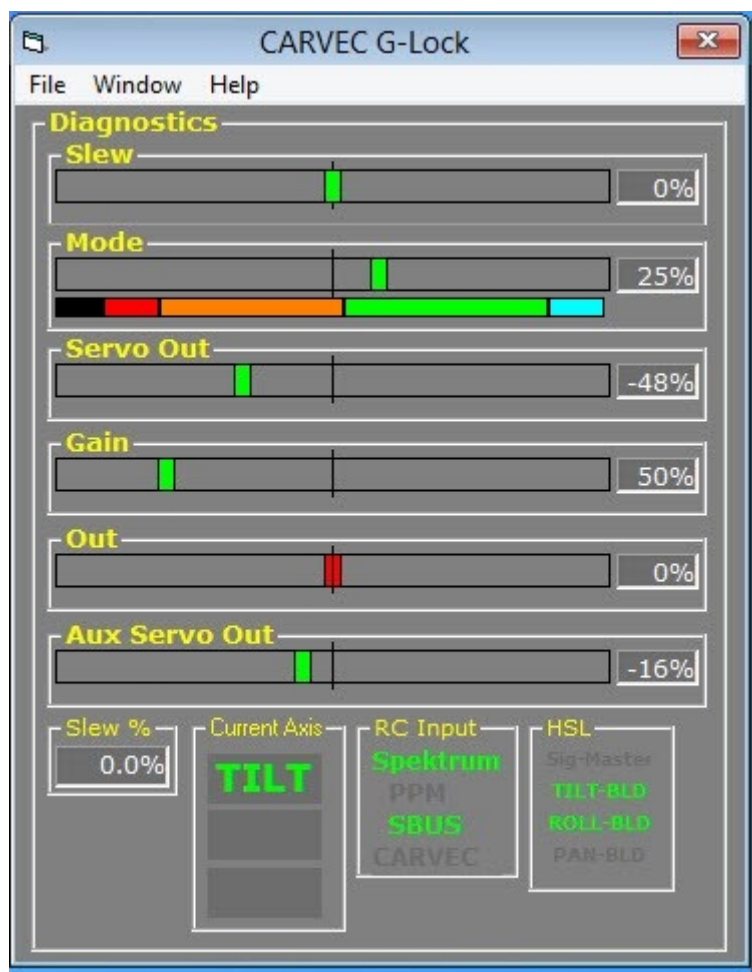 CARVEC G-Lock
File Window Help
Diagnostics
Slew
0%
Mode
25%
Servo Out
-48%
Gain
50%
Out
0%
Aux Servo Out
-16%
Slew %
0.0%
Current Axis
TILT
RC Input
Spektrum
PPM
SBUS
CARVEC
HSL
Sig-Master
TILT-BLD
ROLL-BLD
PAN-BLD